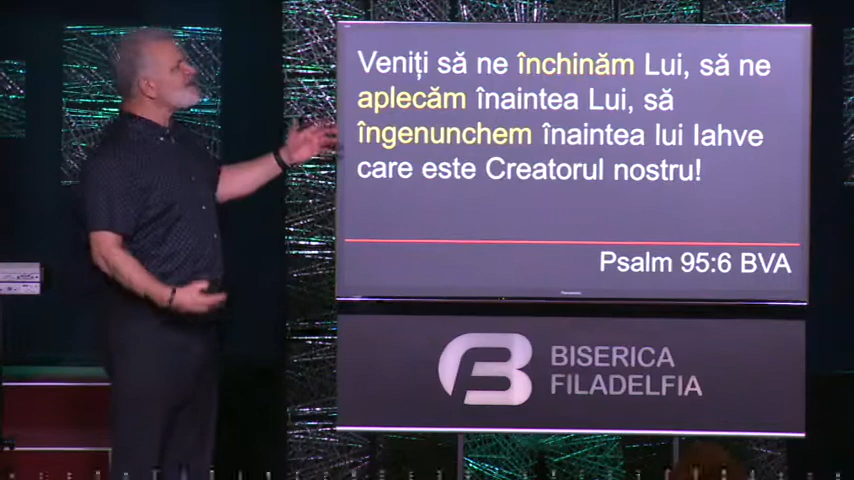 Veniți să ne închinăm Lui, să ne
aplecăm înaintea Lui, să
îngenunchem înaintea lui Iahve
care este Creatorul nostru!
Psalm 95:6 BVA
BISERICA
FILADELFIA